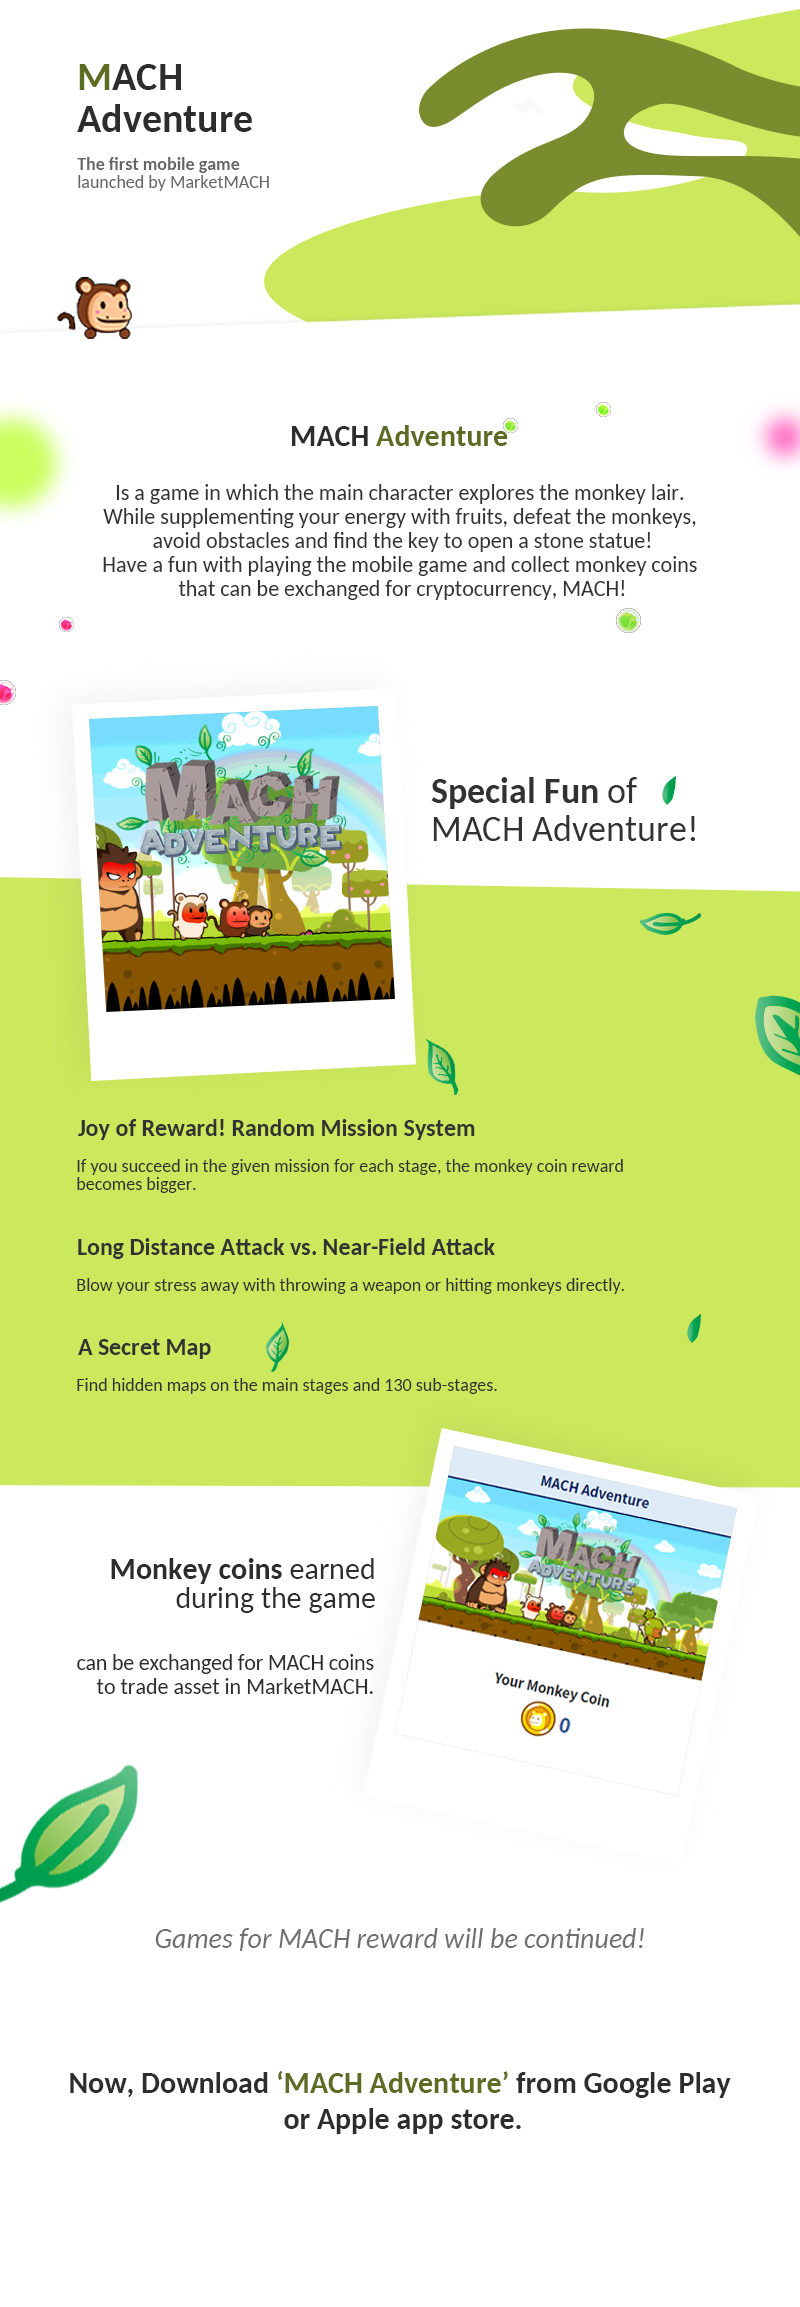 MACH
Adventure
The first mobile game
launched by MarketMACH
MACH Adventure
Is a game in which the main character explores the monkey lair.
While supplementing your energy with fruits, defeat the monkeys,
avoid obstacles and find the key to open a stone statue!
Have a fun with playing the mobile game and collect monkey coins
that can be exchanged for cryptocurrency, MACH!
MACH
ADVENTURE
Special Fun of
MACH Adventure!
Joy of Reward! Random Mission System
If you succeed in the given mission for each stage, the monkey coin reward
becomes bigger.
Long Distance Attack vs. Near-Field Attack
Blow your stress away with throwing a weapon or hitting monkeys directly.
A Secret Map
Find hidden maps on the main stages and 130 sub-stages.
MACH Adventure
MACH
ADVENTURE
Your Monkey Coin
0
Monkey coins earned
during the game
can be exchanged for MACH coins
to trade asset in MarketMACH.
Games for MACH reward will be continued!
Now, Download ‘MACH Adventure’ from Google Play
or Apple app store.